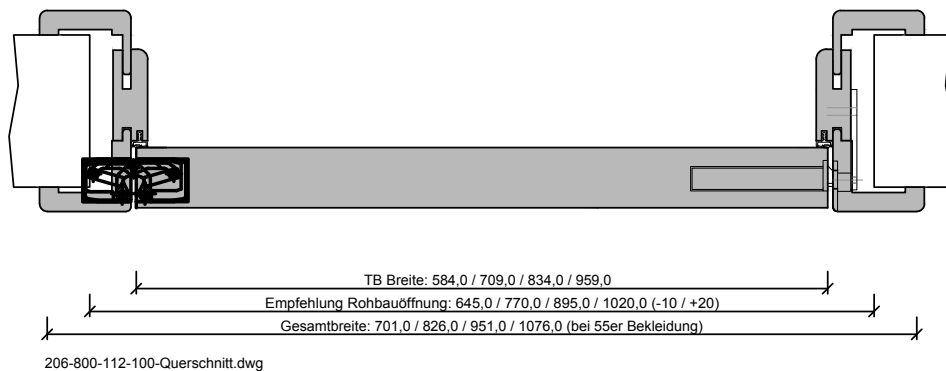 TB Breite: 584,0 / 709,0 / 834,0 / 959,0
Empfehlung Rohbauöffnung: 645,0 / 770,0 / 895,0 / 1020,0 (-10 / +20)
Gesamtbreite: 701,0 / 826,0 / 951,0 / 1076,0 (bei 55er Bekleidung)
206-800-112-100-Querschnitt.dwg